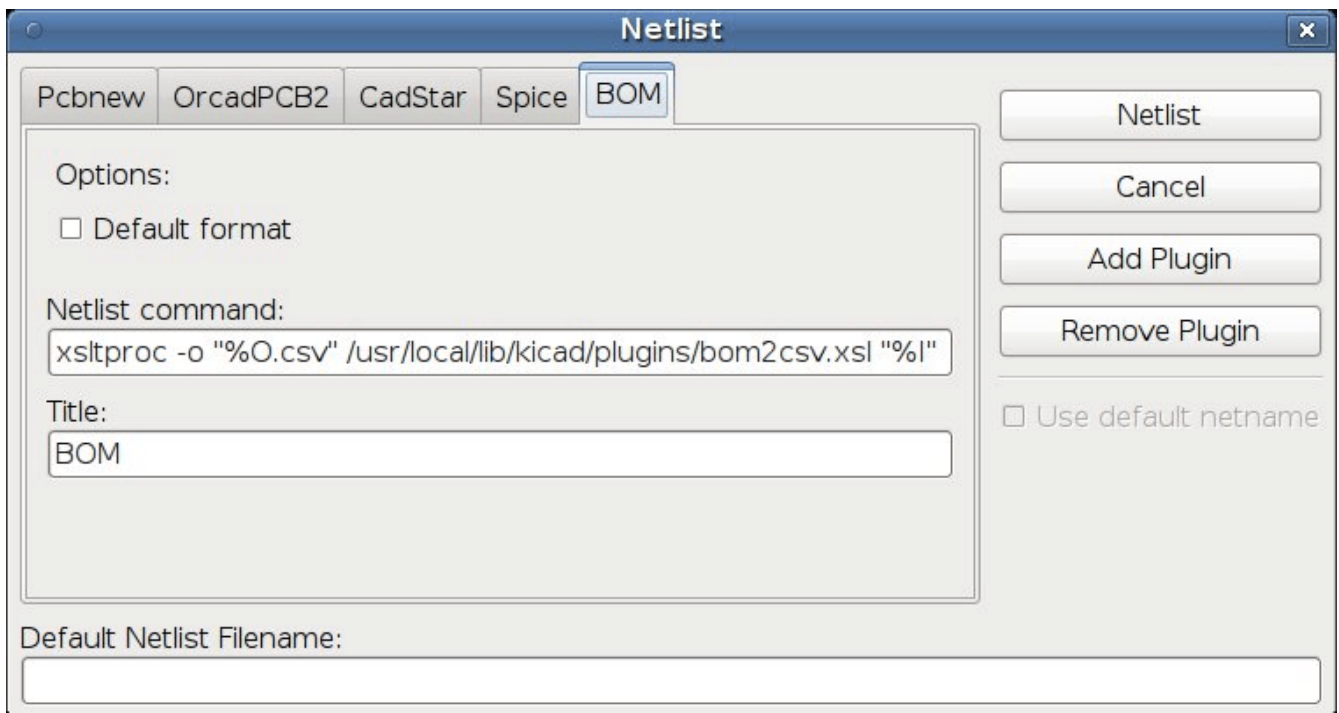 Netlist
Pcbnew OrcadPCB2 CadStar Spice BOM
Netlist
Options:
Cancel
Default format
Add Plugin
Netlist command:
Remove Plugin
xsltproc -o "%O.csv" /usr/local/lib/kicad/plugins/bom2csv.xsl "%I"
Title:
Use default netname
BOM
Default Netlist Filename: